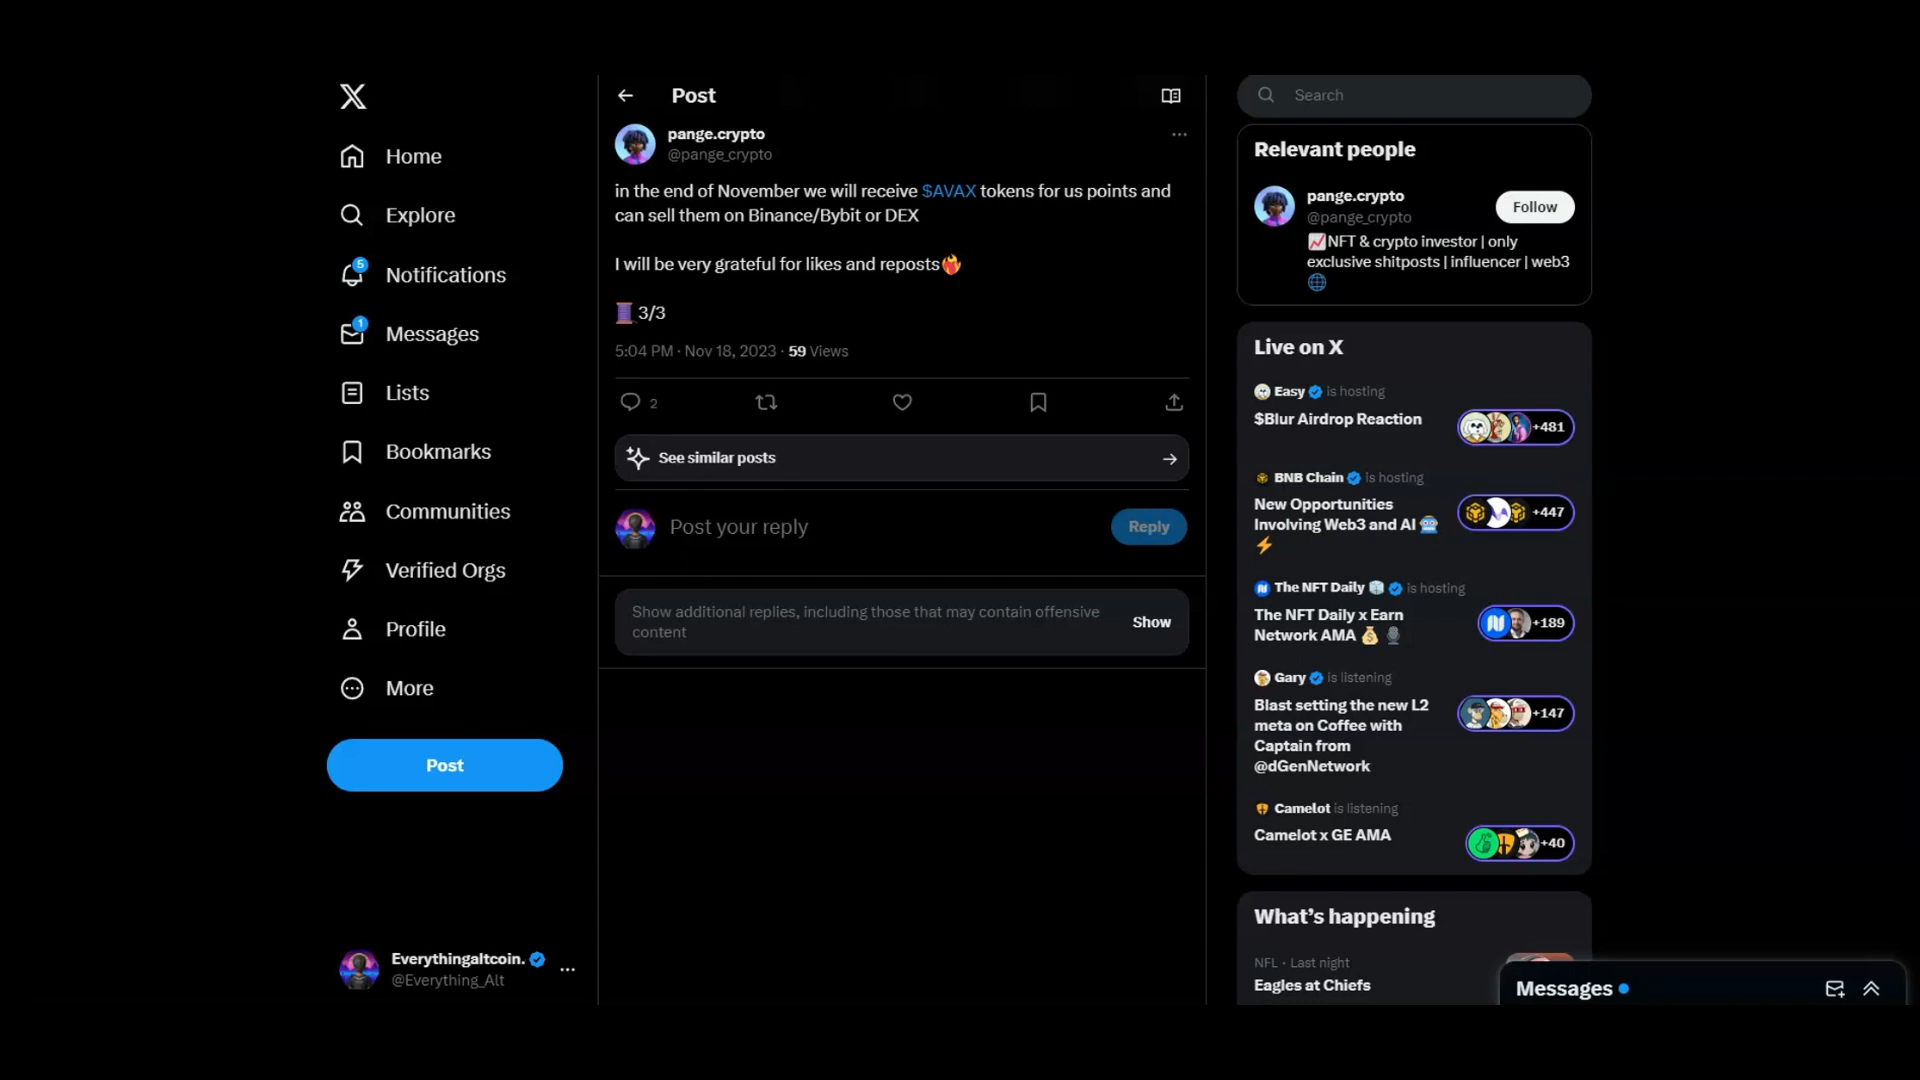 Home
Explore
5
Notifications
1
Messages
Lists
Bookmarks
Communities
Verified Orgs
Profile
More
Post
Everythingaltcoin.
@Everything_Alt
Post
pange.crypto
@pange_crypto
in the end of November we will receive $AVAX tokens for us points and
can sell them on Binance/Bybit or DEX
I will be very grateful for likes and reposts❤️‍🔥
🧵3/3
5:04 PM · Nov 18, 2023 · 59 Views
2
See similar posts
Post your reply
Reply
Show additional replies, including those that may contain offensive
content
Show
Search
Relevant people
pange.crypto
@pange_crypto
Follow
📈NFT & crypto investor | only
exclusive shitposts | influencer | web3
🌐
Live on X
Easy is hosting
$Blur Airdrop Reaction
+481
BNB Chain is hosting
New Opportunities
Involving Web3 and AI 🤖
⚡
+447
The NFT Daily 🧊 is hosting
The NFT Daily x Earn
Network AMA 💰🎙️
+189
Gary is listening
Blast setting the new L2
meta on Coffee with
Captain from
@dGenNetwork
+147
Camelot is listening
Camelot x GE AMA
+40
What's happening
NFL · Last night
Eagles at Chiefs
Messages